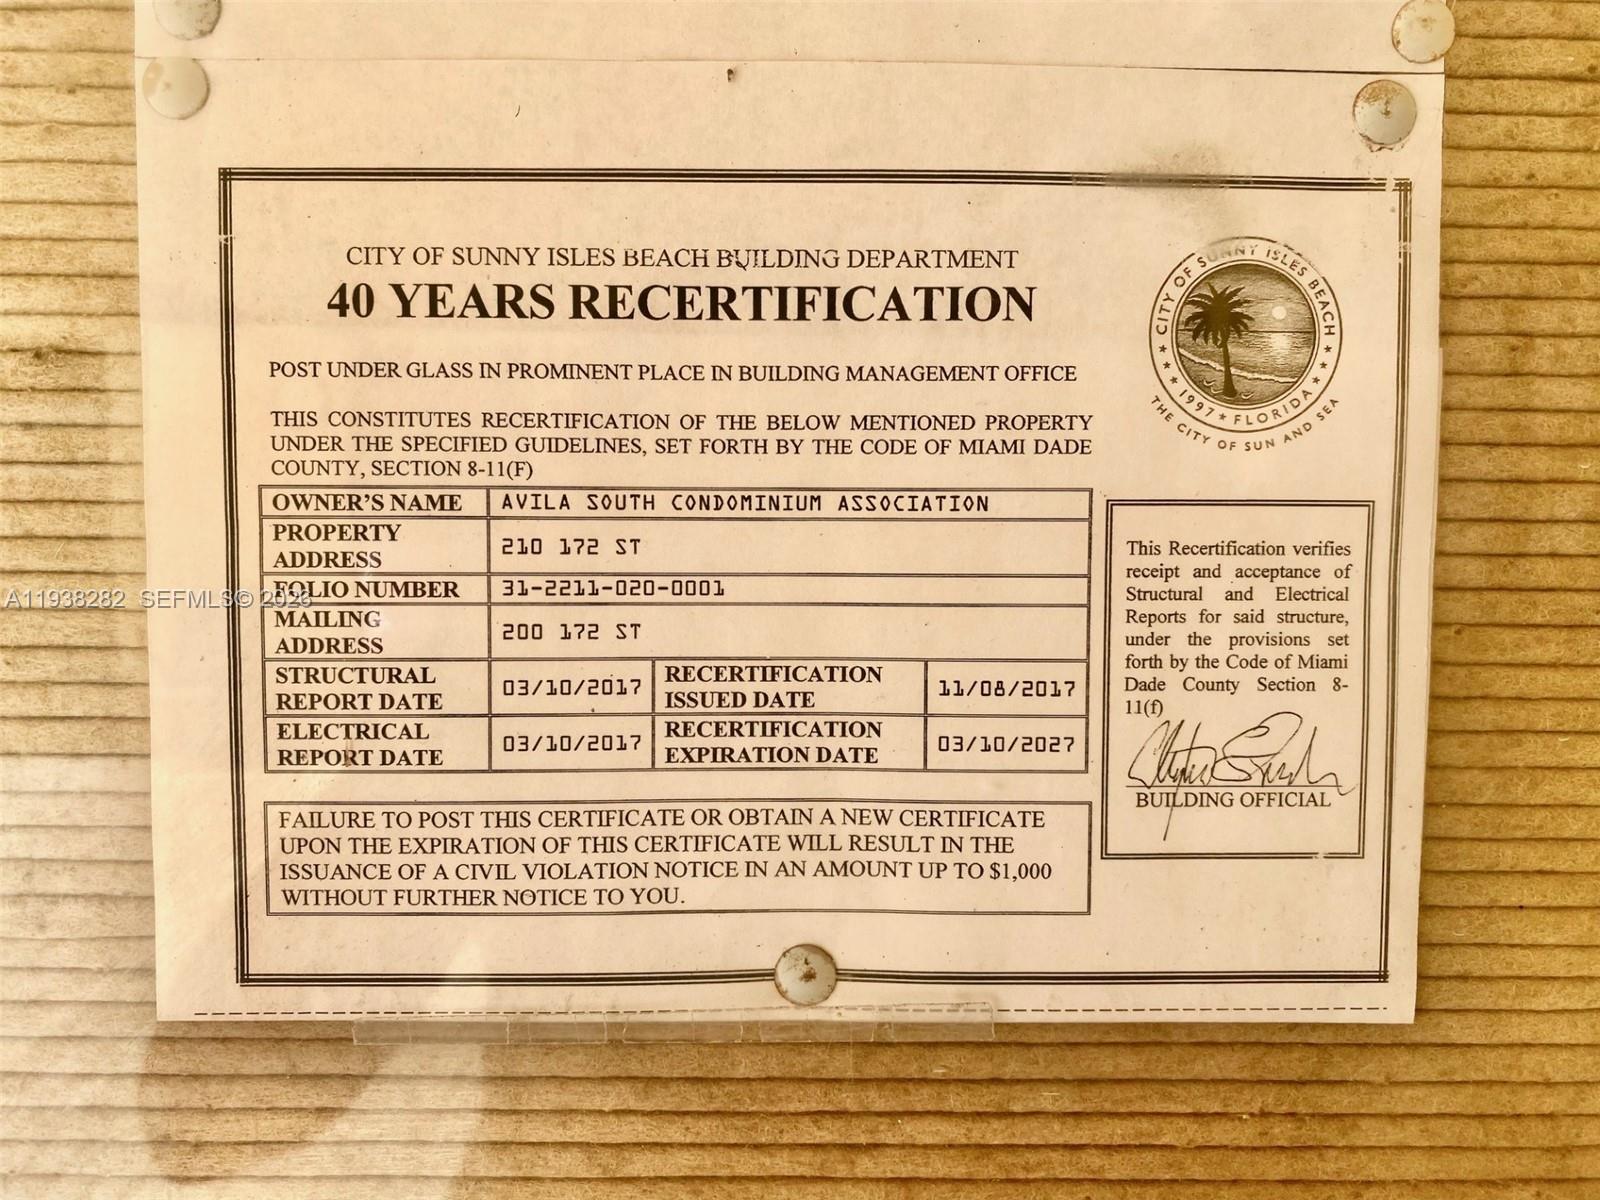 CITY OF SUNNY ISLES BEACH BUILDING DEPARTMENT
40 YEARS RECERTIFICATION
POST UNDER GLASS IN PROMINENT PLACE IN BUILDING MANAGEMENT OFFICE
THIS CONSTITUTES RECERTIFICATION OF THE BELOW MENTIONED PROPERTY
UNDER THE SPECIFIED GUIDELINES, SET FORTH BY THE CODE OF MIAMI DADE
COUNTY, SECTION 8-11(F)
OWNER'S NAME AVILA SOUTH CONDOMINIUM ASSOCIATION
PROPERTY
ADDRESS
210 172 ST
FOLIO NUMBER 31-2211-020-0001
MAILING
ADDRESS
200 172 ST
STRUCTURAL
REPORT DATE
03/10/2017
RECERTIFICATION
ISSUED DATE
11/08/2017
ELECTRICAL
REPORT DATE
03/10/2017
RECERTIFICATION
EXPIRATION DATE
03/10/2027
FAILURE TO POST THIS CERTIFICATE OR OBTAIN A NEW CERTIFICATE
UPON THE EXPIRATION OF THIS CERTIFICATE WILL RESULT IN THE
ISSUANCE OF A CIVIL VIOLATION NOTICE IN AN AMOUNT UP TO $1,000
WITHOUT FURTHER NOTICE TO YOU.
CITY OF SUNNY ISLES BEACH
1997 ★ FLORIDA
THE CITY OF SUN AND SEA
This Recertification verifies
receipt and acceptance of
Structural and Electrical
Reports for said structure,
under the provisions set
forth by the Code of Miami
Dade County Section 8-
11(f)
BUILDING OFFICIAL
A11938282 SEFMLS©